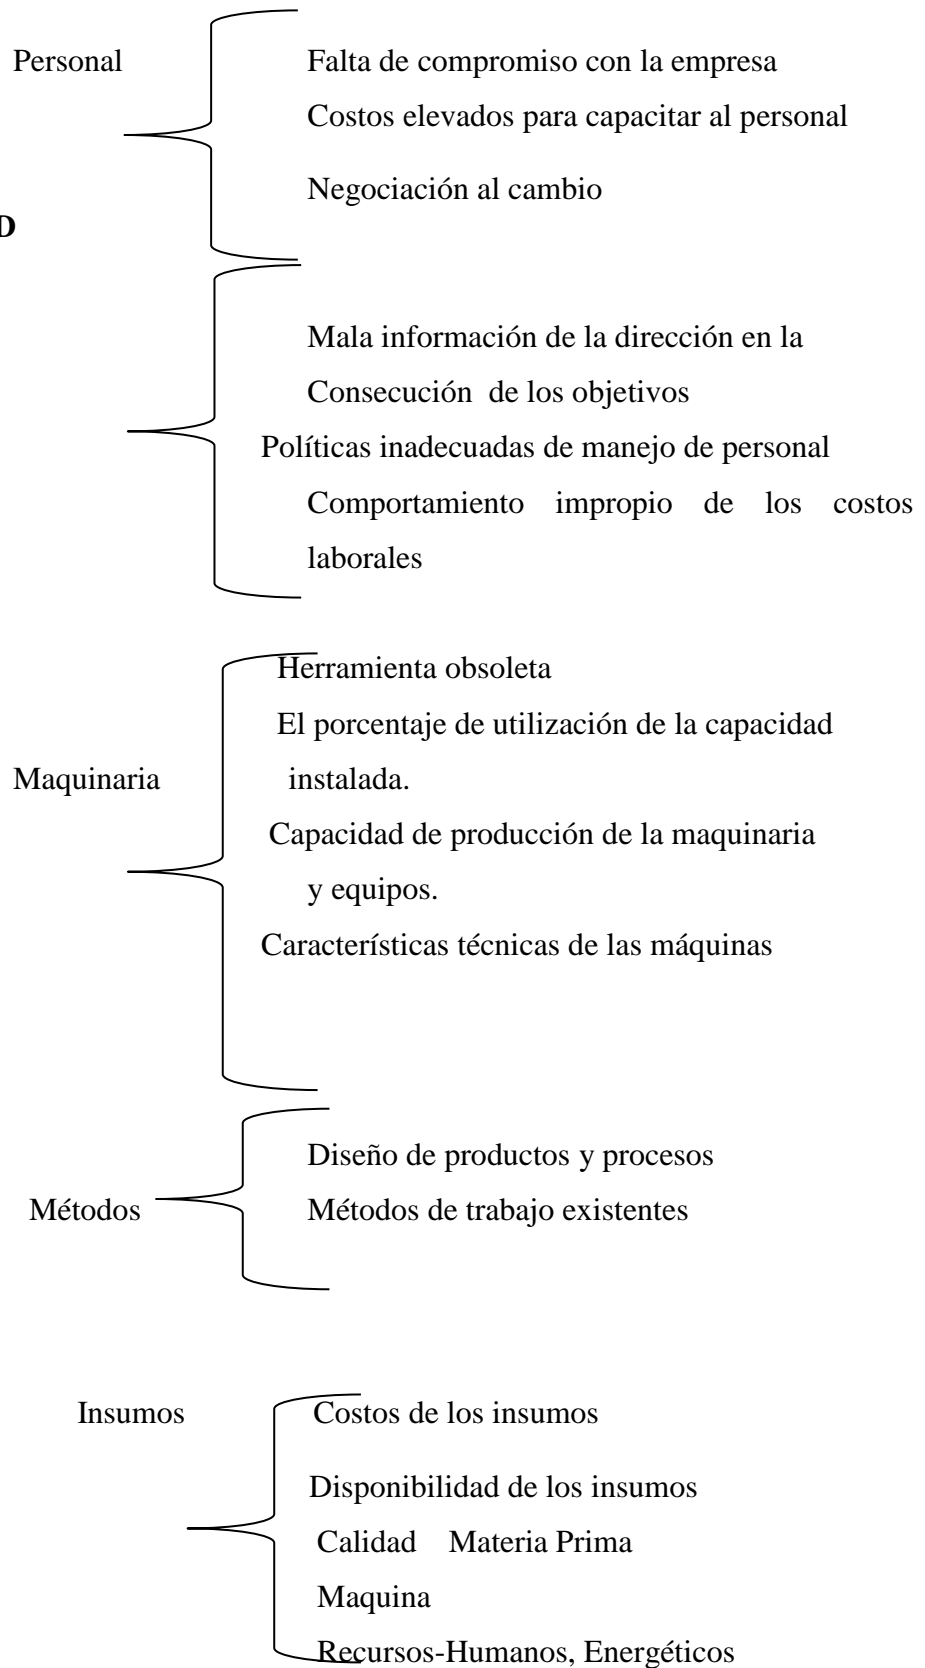 Personal
Falta de compromiso con la empresa
Costos elevados para capacitar al personal
Negociación al cambio
D
Mala información de la dirección en la
Consecución de los objetivos
Políticas inadecuadas de manejo de personal
Comportamiento impropio de los costos
laborales
Herramienta obsoleta
El porcentaje de utilización de la capacidad
Maquinaria
instalada.
Capacidad de producción de la maquinaria
y equipos.
Características técnicas de las máquinas
Diseño de productos y procesos
Métodos
Métodos de trabajo existentes
Insumos
Costos de los insumos
Disponibilidad de los insumos
Calidad Materia Prima
Maquina
Recursos-Humanos, Energéticos